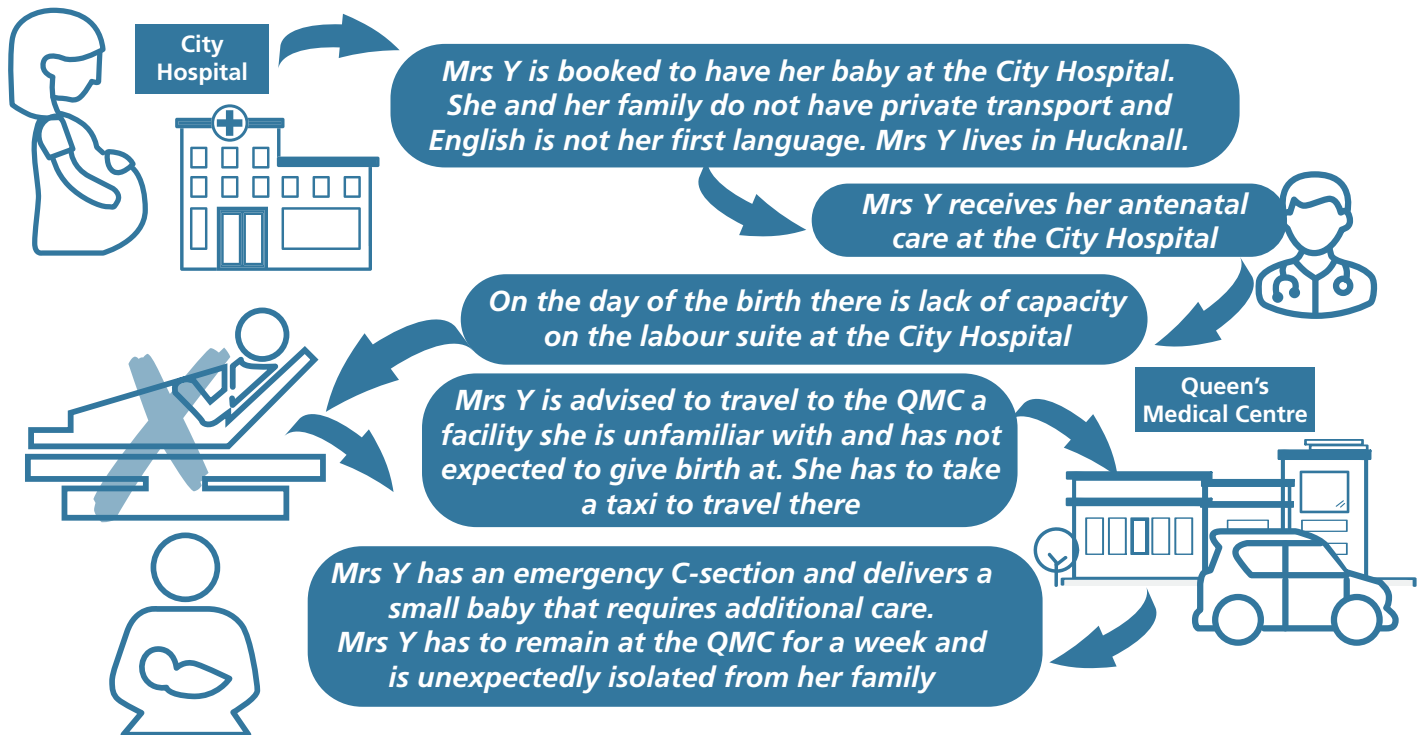 City
Hospital
Mrs Y is booked to have her baby at the City Hospital.
She and her family do not have private transport and
English is not her first language. Mrs Y lives in Hucknall.
Mrs Y receives her antenatal
care at the City Hospital
On the day of the birth there is lack of capacity
on the labour suite at the City Hospital
Mrs Y is advised to travel to the QMC a
facility she is unfamiliar with and has not
expected to give birth at. She has to take
a taxi to travel there
Queen’s
Medical Centre
Mrs Y has an emergency C-section and delivers a
small baby that requires additional care.
Mrs Y has to remain at the QMC for a week and
is unexpectedly isolated from her family